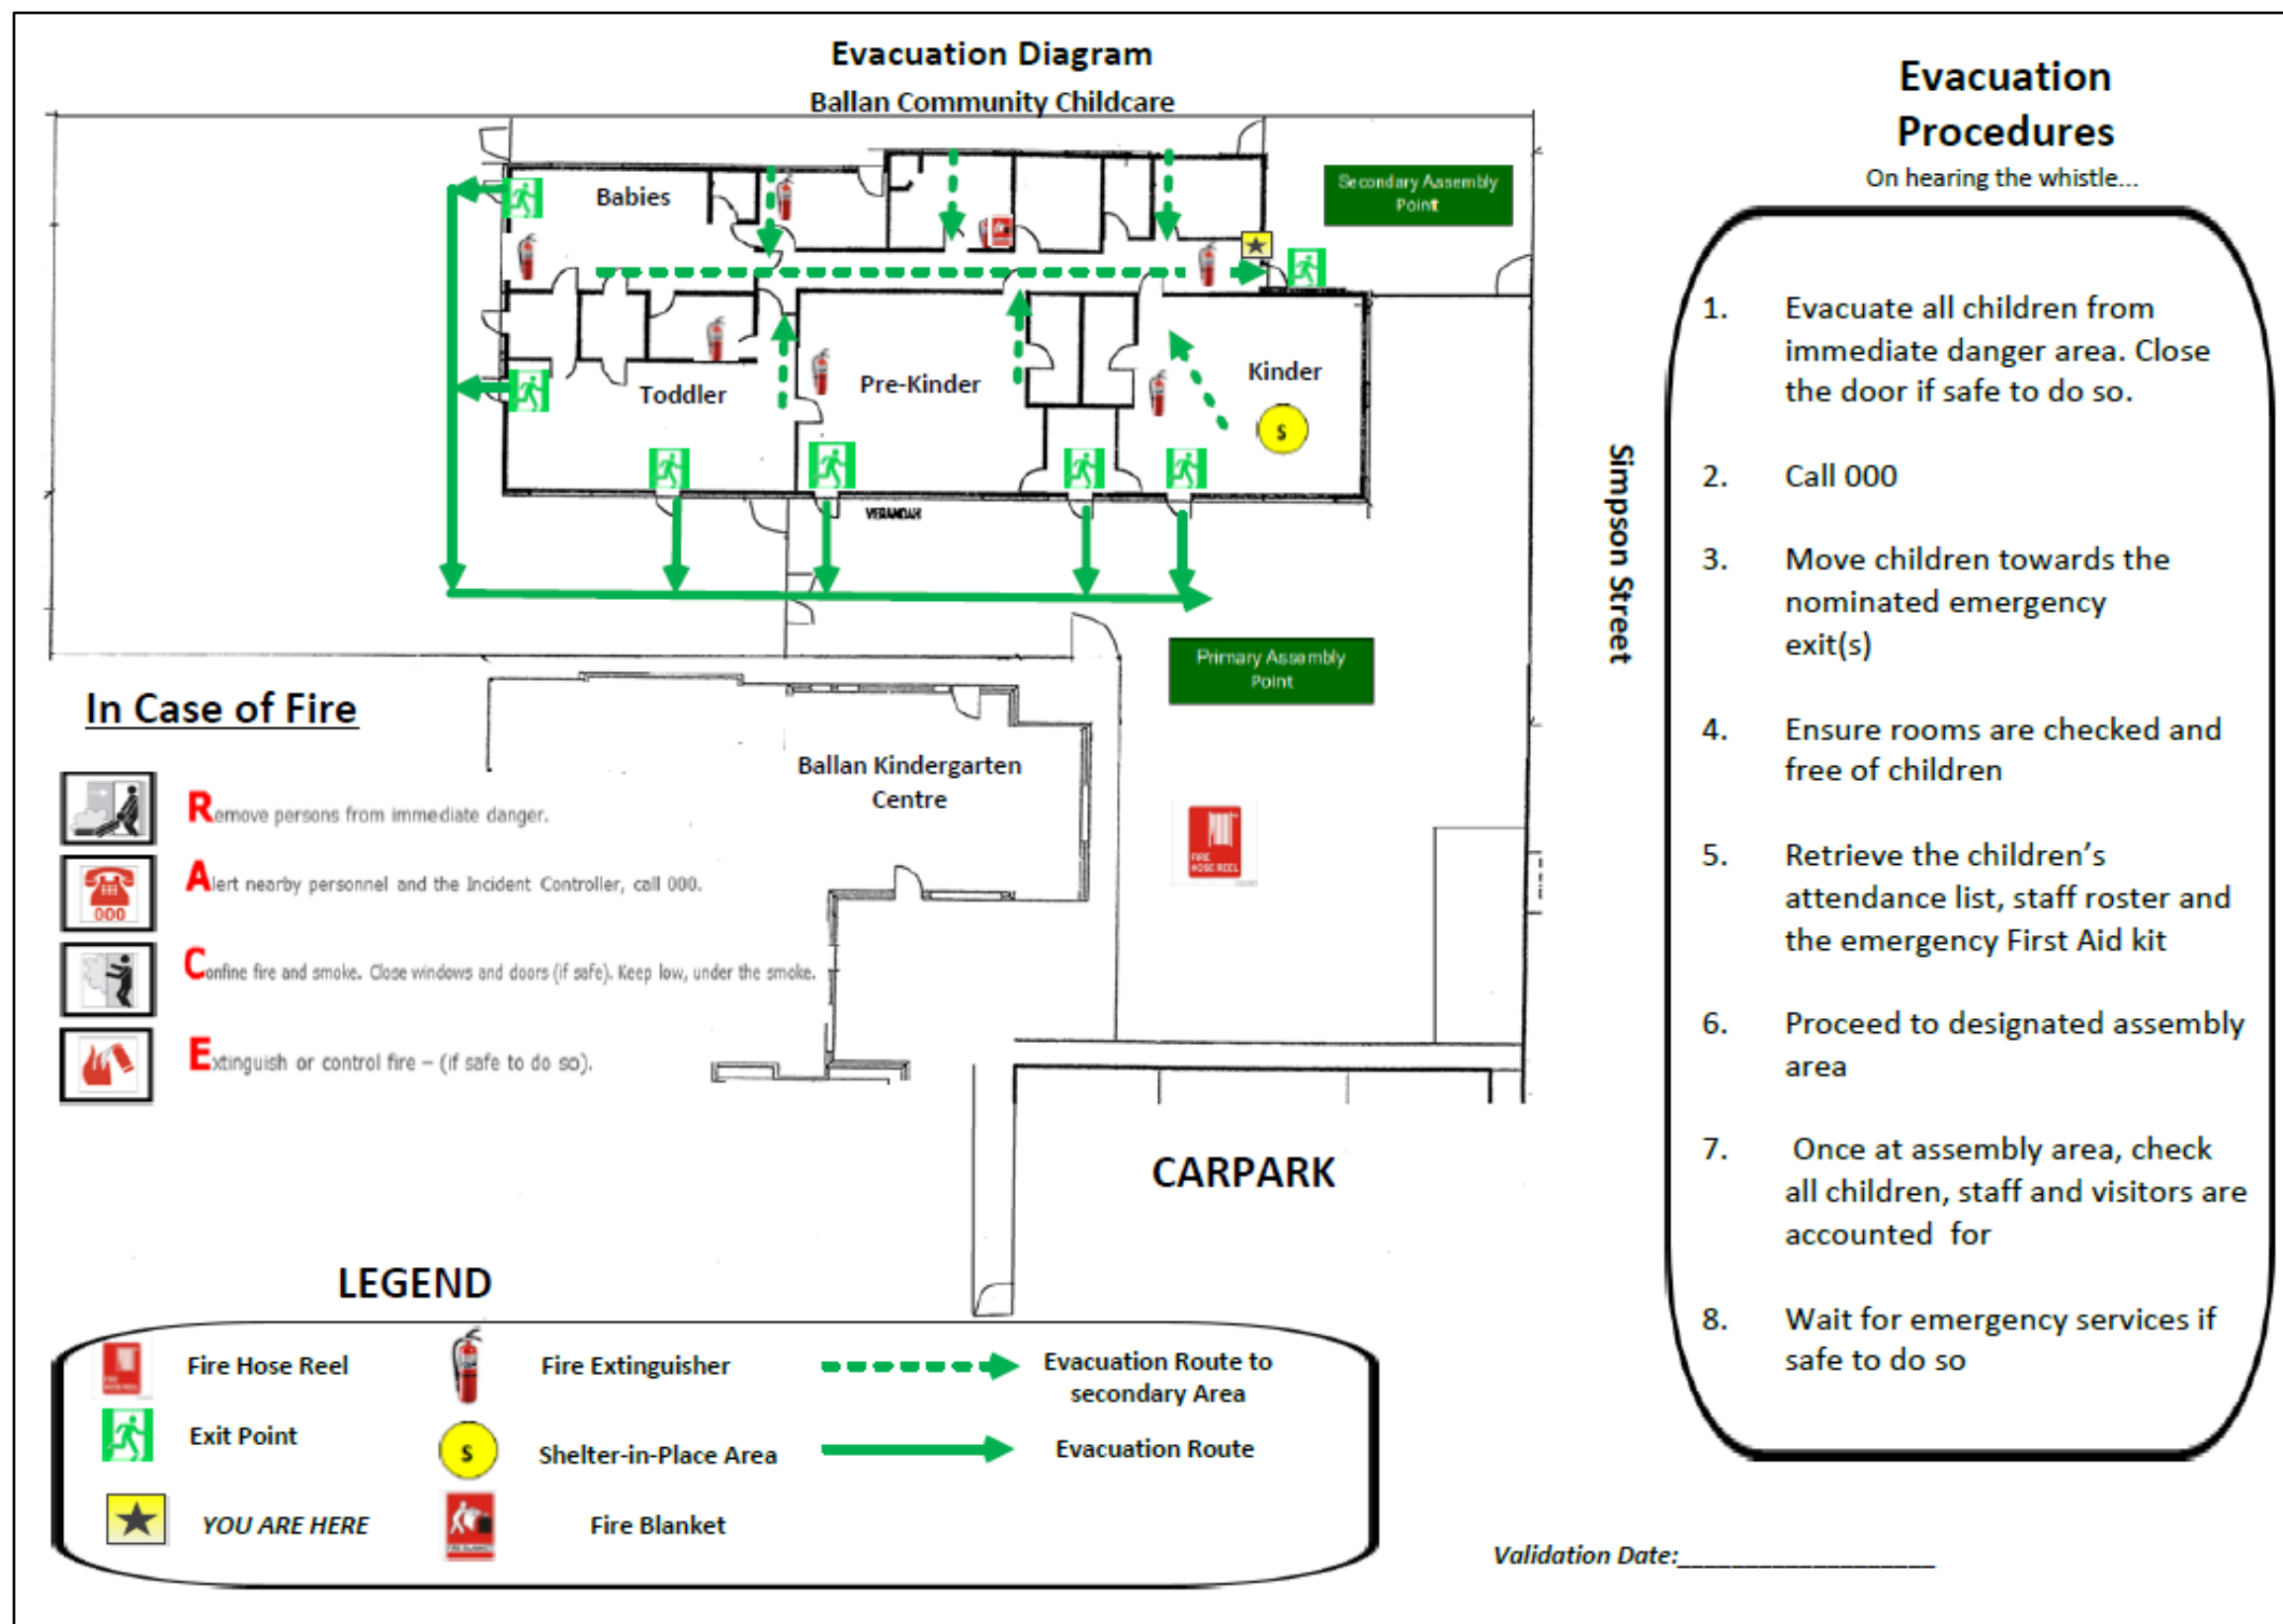 Evacuation Diagram
Ballan Community Childcare
Babies
Secondary Assembly
Point
Toddler
Pre-Kinder
Kinder
S
VERANDAH
Primary Assembly
Point
Simpson Street
Ballan Kindergarten
Centre
FIRE
HOSE REEL
CARPARK
In Case of Fire
Remove persons from immediate danger.
000
Alert nearby personnel and the Incident Controller, call 000.
Confine fire and smoke. Close windows and doors (if safe). Keep low, under the smoke.
Extinguish or control fire – (if safe to do so).
LEGEND
Fire Hose Reel
Fire Extinguisher
Evacuation Route to
secondary Area
Exit Point
S
Shelter-in-Place Area
Evacuation Route
YOU ARE HERE
FIRE BLANKET
Fire Blanket
Evacuation
Procedures
On hearing the whistle...
1. Evacuate all children from
immediate danger area. Close
the door if safe to do so.
2. Call 000
3. Move children towards the
nominated emergency
exit(s)
4. Ensure rooms are checked and
free of children
5. Retrieve the children’s
attendance list, staff roster and
the emergency First Aid kit
6. Proceed to designated assembly
area
7. Once at assembly area, check
all children, staff and visitors are
accounted for
8. Wait for emergency services if
safe to do so
Validation Date:___________________